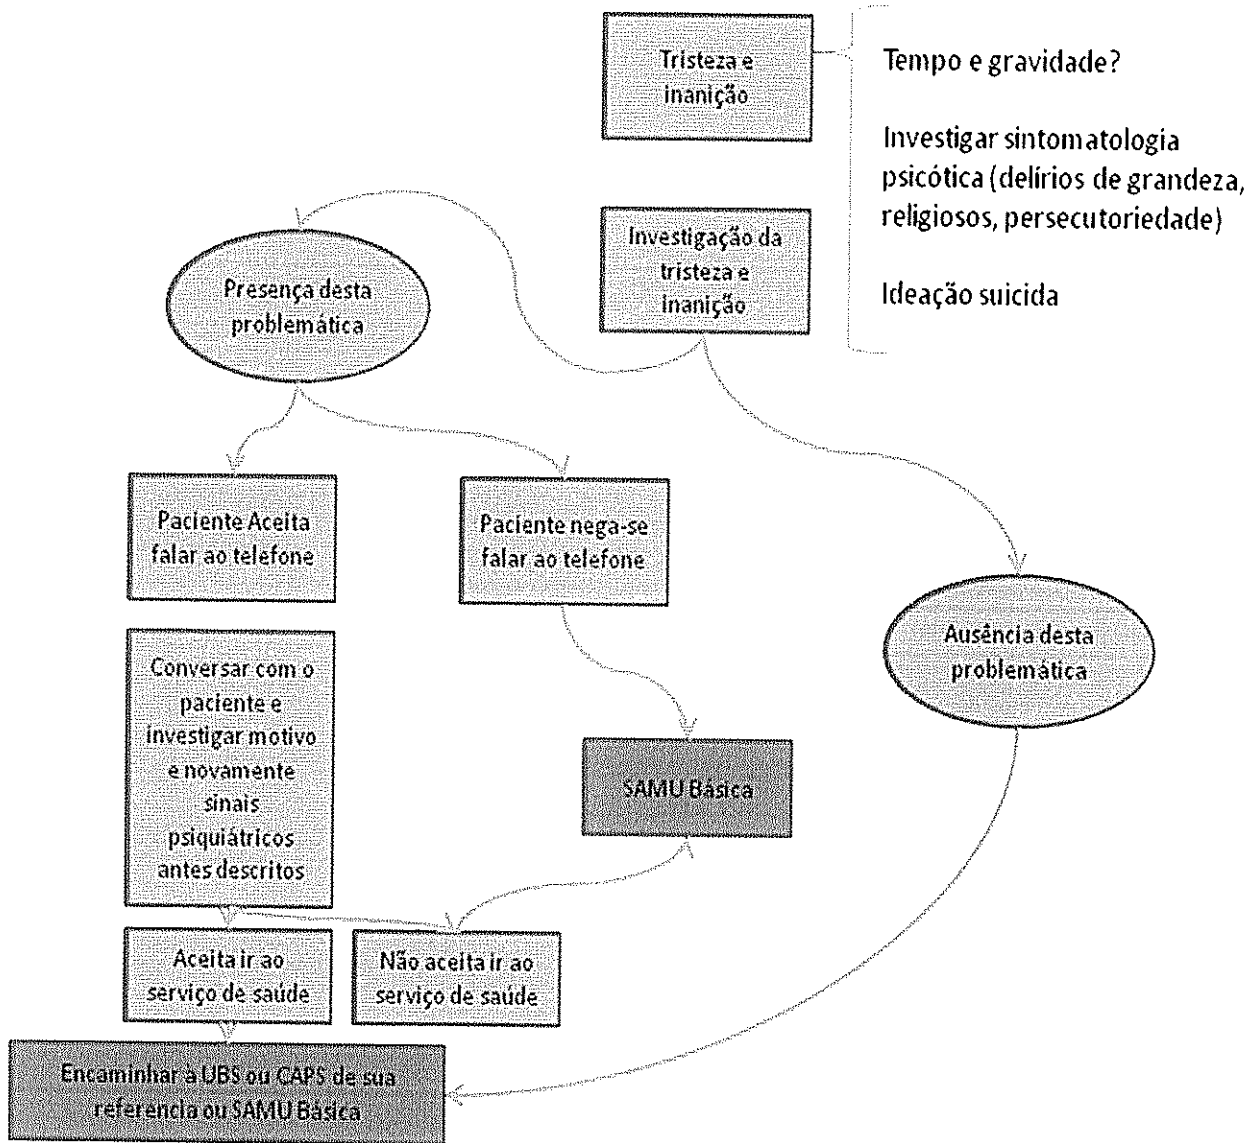 Tristeza e
inanição
Tempo e gravidade?
Investigar sintomatologia
psicótica (delírios de grandeza,
religiosos, persecutoriedade)
Ideação suicida
Investigação da
tristeza e
inanição
Presença desta
problemática
Paciente Aceita
falar ao telefone
Paciente nega-se
falar ao telefone
Ausência desta
problemática
Conversar com o
paciente e
investigar motivo
e novamente
sinais
psiquiátricos
antes descritos
SAMU Básica
Aceita ir ao
serviço de saúde
Não aceita ir ao
serviço de saúde
Encaminhar à UBS ou CAPS de sua
referência ou SAMU Básica